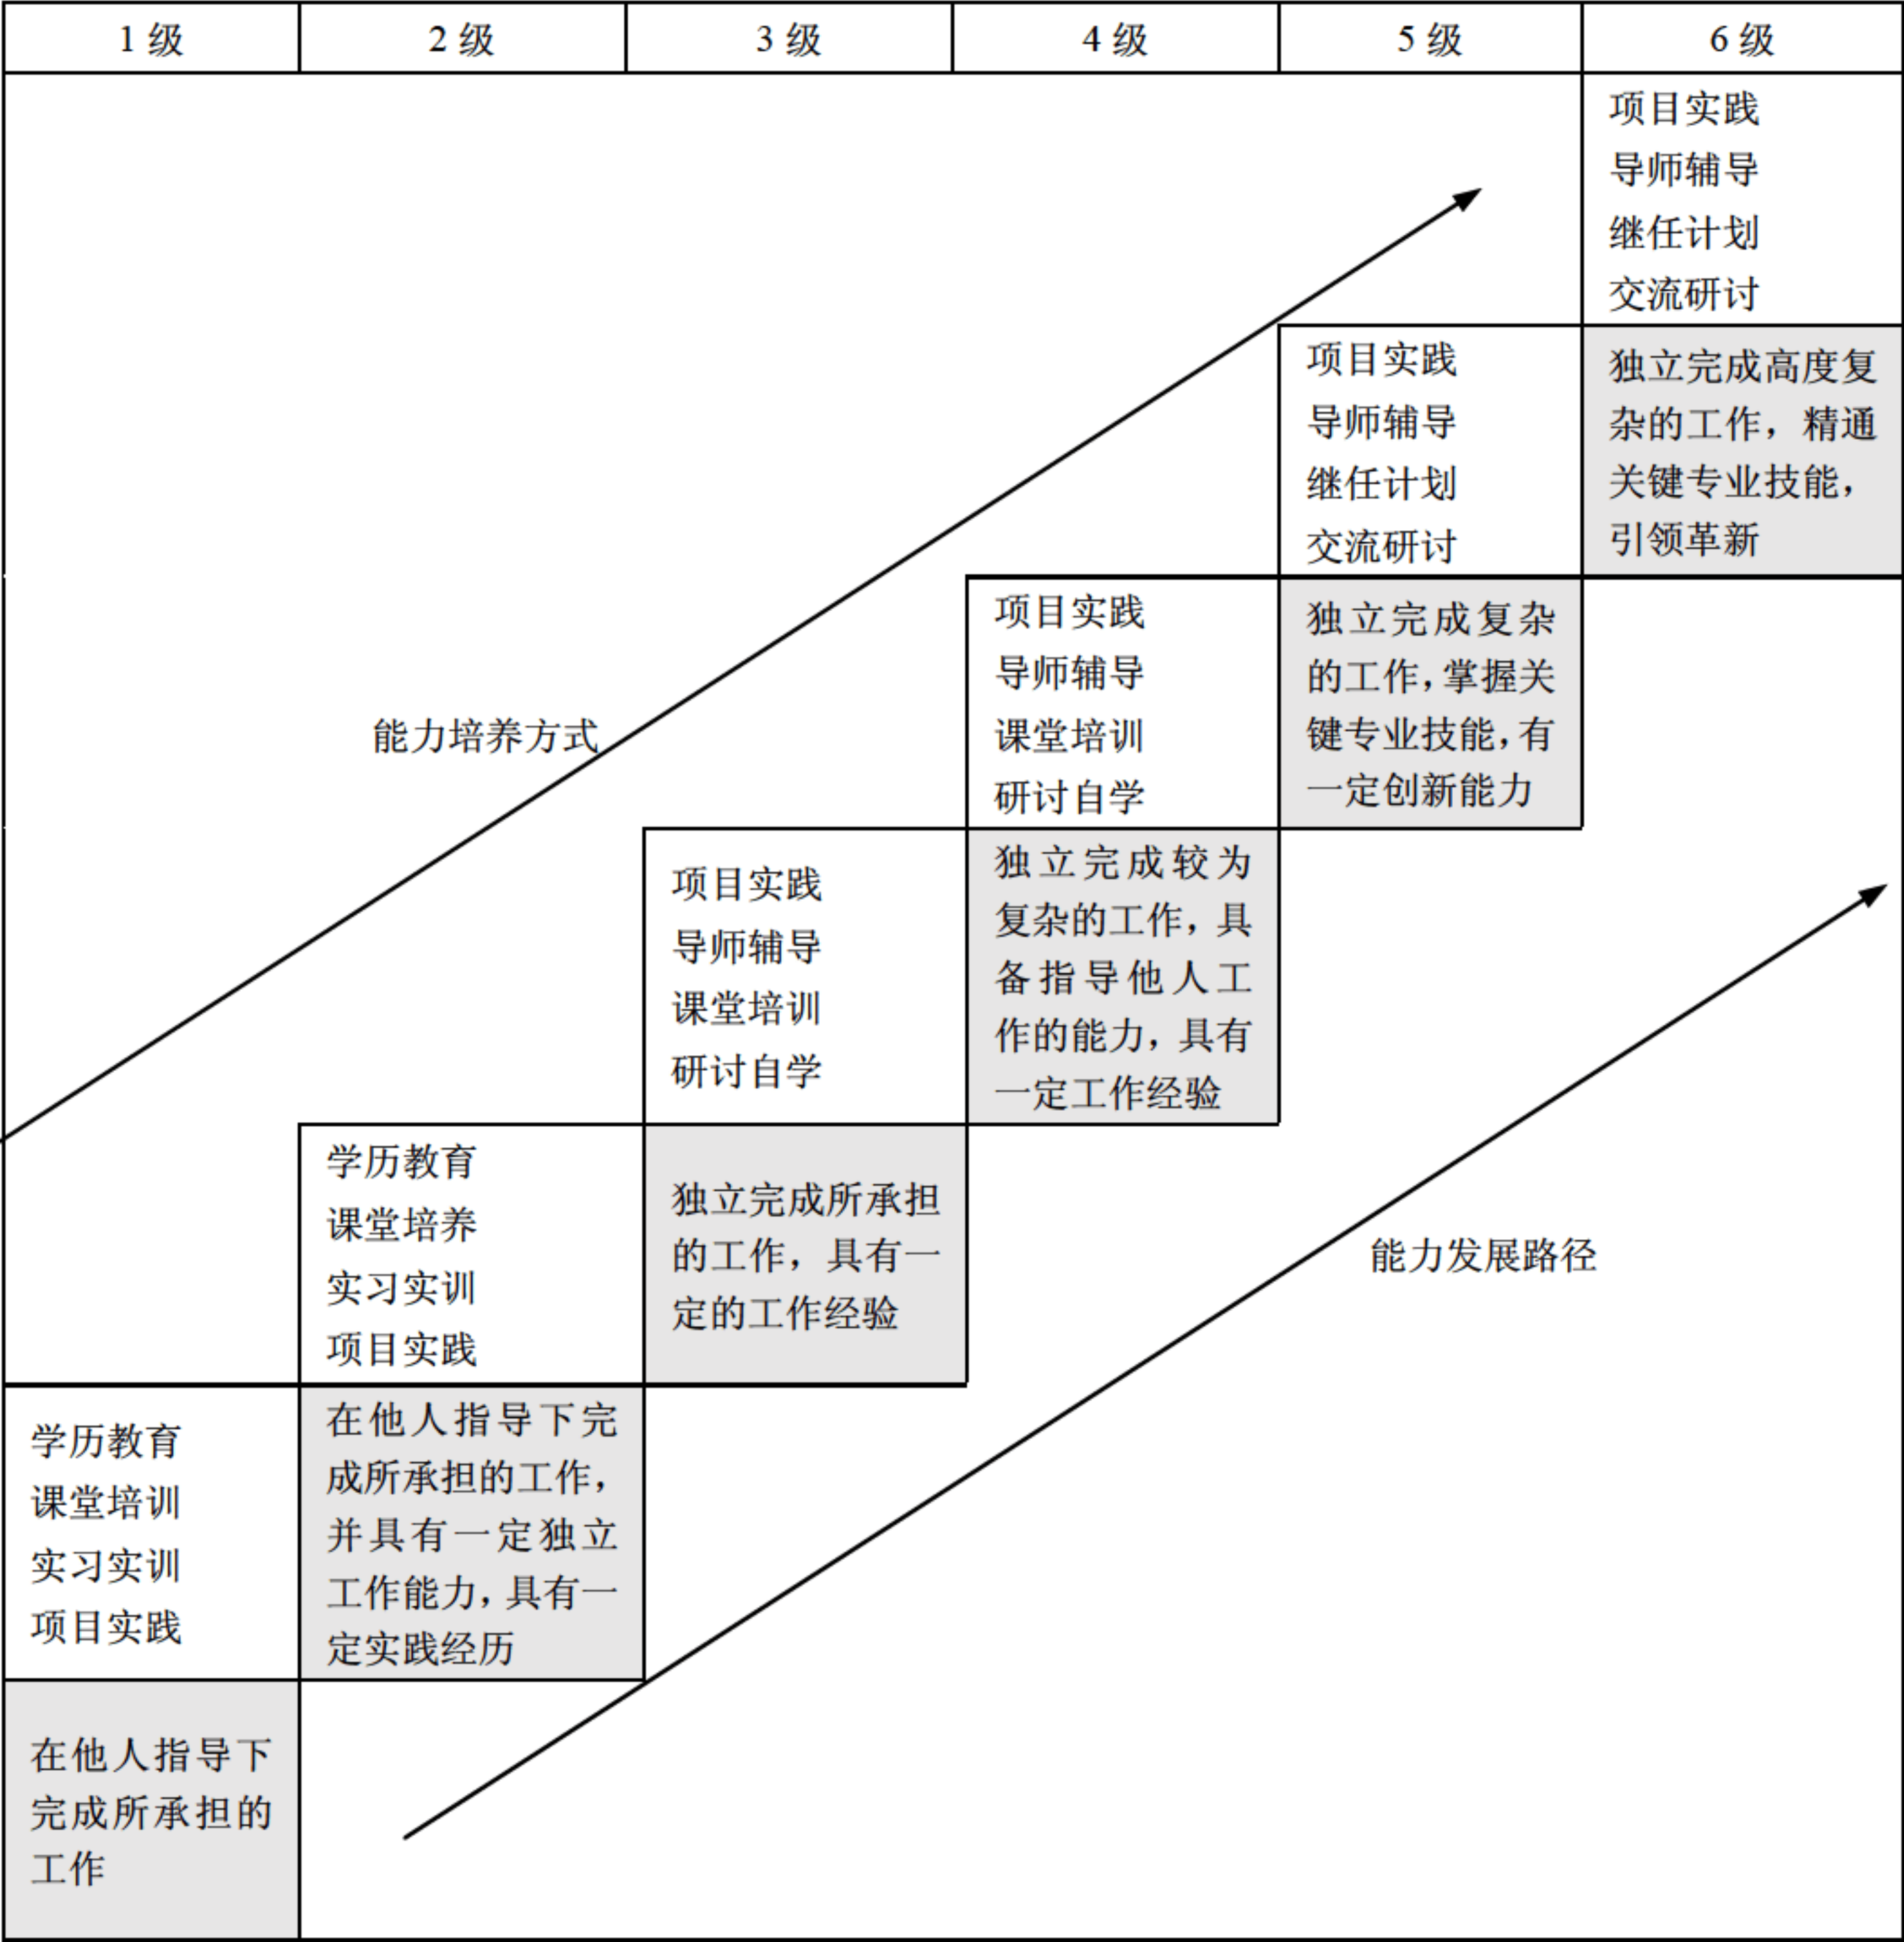 1 级 2 级 3 级 4 级 5 级 6 级
项目实践
导师辅导
继任计划
交流研讨
项目实践
导师辅导
继任计划
交流研讨
独立完成高度复
杂的工作，精通
关键专业技能，
引领革新
项目实践
导师辅导
课堂培训
研讨自学
独立完成复杂
的工作，掌握关
键专业技能，有
一定创新能力
能力培养方式
项目实践
导师辅导
课堂培训
研讨自学
独立完成较为
复杂的工作，具
备指导他人工
作的能力，具有
一定工作经验
学历教育
课堂培养
实习实训
项目实践
独立完成所承担
的工作，具有一
定的工作经验
能力发展路径
学历教育
课堂培训
实习实训
项目实践
在他人指导下完
成所承担的工作，
并具有一定独立
工作能力，具有一
定实践经历
在他人指导下
完成所承担的
工作